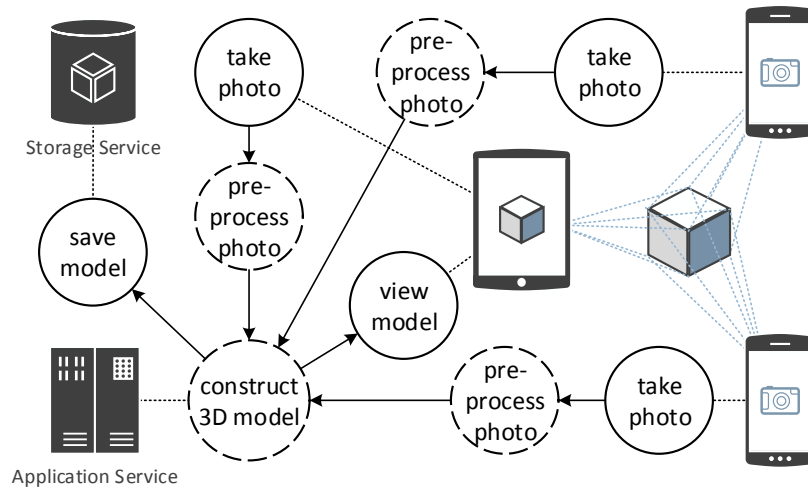 take
photo
pre-
process
photo
take
photo
Storage Service
pre-
process
photo
save
model
view
model
construct
3D model
pre-
process
photo
take
photo
Application Service